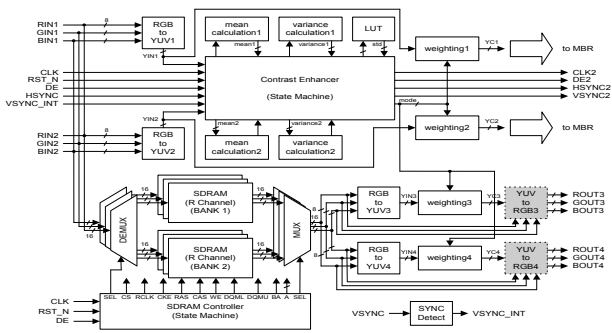 RIN1 8 RGB to YUV1 mean calculation1 variance calculation1 LUT weighting1 YC1 to MBR
GIN1
BIN1
YIN1 mean1 variance1 std
CLK Contrast Enhancer (State Machine) CLK2
RST_N DE2
DE HSYNC2
HSYNC VSYNC2
VSYNC_INT mode
YIN2 mean2 variance2
RIN2 8 RGB to YUV2 mean calculation2 variance calculation2 weighting2 YC2 to MBR
GIN2
BIN2
16 SDRAM (R Channel) (BANK 1) 16
DEMUX MUX
16 SDRAM (R Channel) (BANK 2) 16
16
8 RGB to YUV3 YIN3 weighting3 YC3 YUV to RGB3 ROUT3
GOUT3
BOUT3
8 RGB to YUV4 YIN4 weighting4 YC4 YUV to RGB4 ROUT4
GOUT4
BOUT4
SEL CS RCLK CKE RAS CAS WE DQML DQMU BA A SEL
CLK SDRAM Controller (State Machine)
RST_N
DE
VSYNC SYNC Detect VSYNC_INT